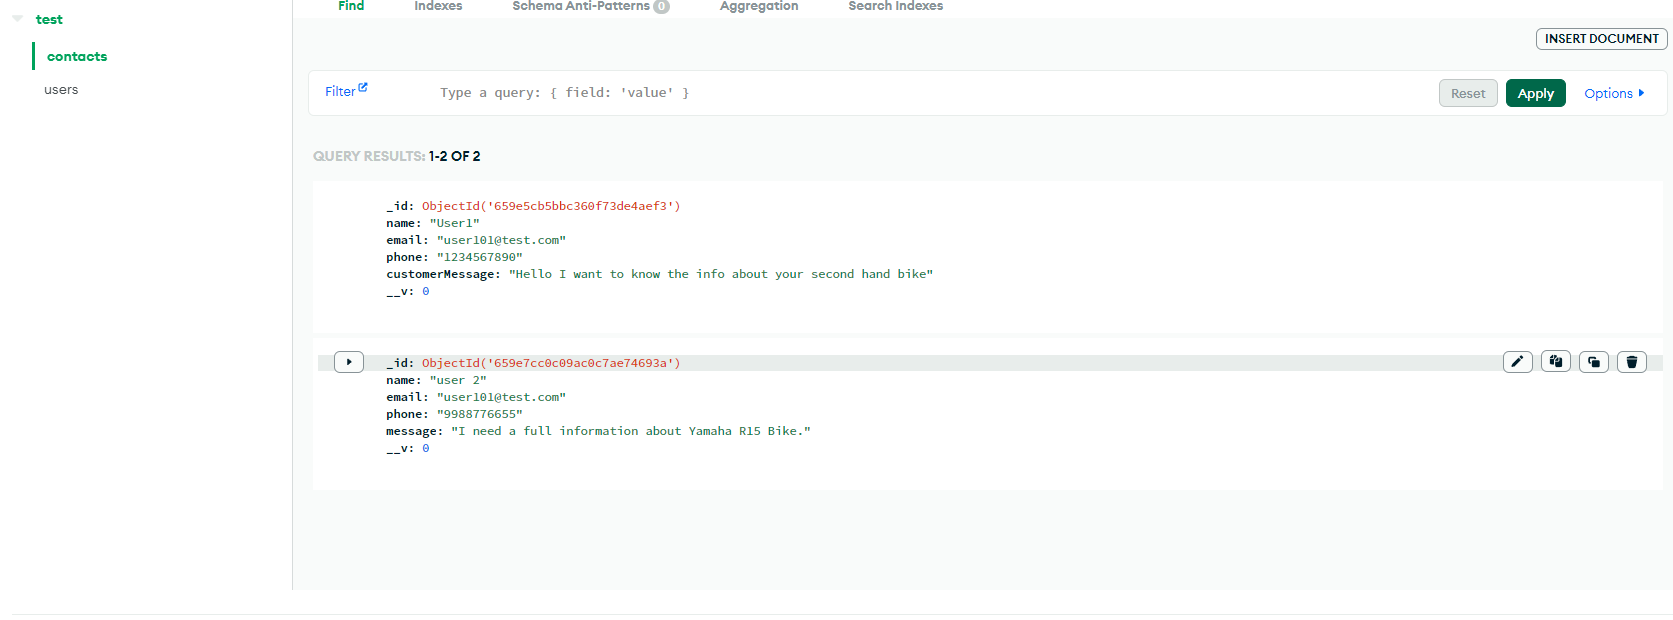 test
contacts
users
Find Indexes Schema Anti-Patterns 0 Aggregation Search Indexes
INSERT DOCUMENT
Filter Type a query: { field: 'value' } Reset Apply Options
QUERY RESULTS: 1-2 OF 2
_id: ObjectId('659e5cb5bbc360f73de4aef3')
name: "User1"
email: "user101@test.com"
phone: "1234567890"
customerMessage: "Hello I want to know the info about your second hand bike"
__v: 0
_id: ObjectId('659e7cc0c09ac0c7ae74693a')
name: "user 2"
email: "user101@test.com"
phone: "9988776655"
message: "I need a full information about Yamaha R15 Bike."
__v: 0